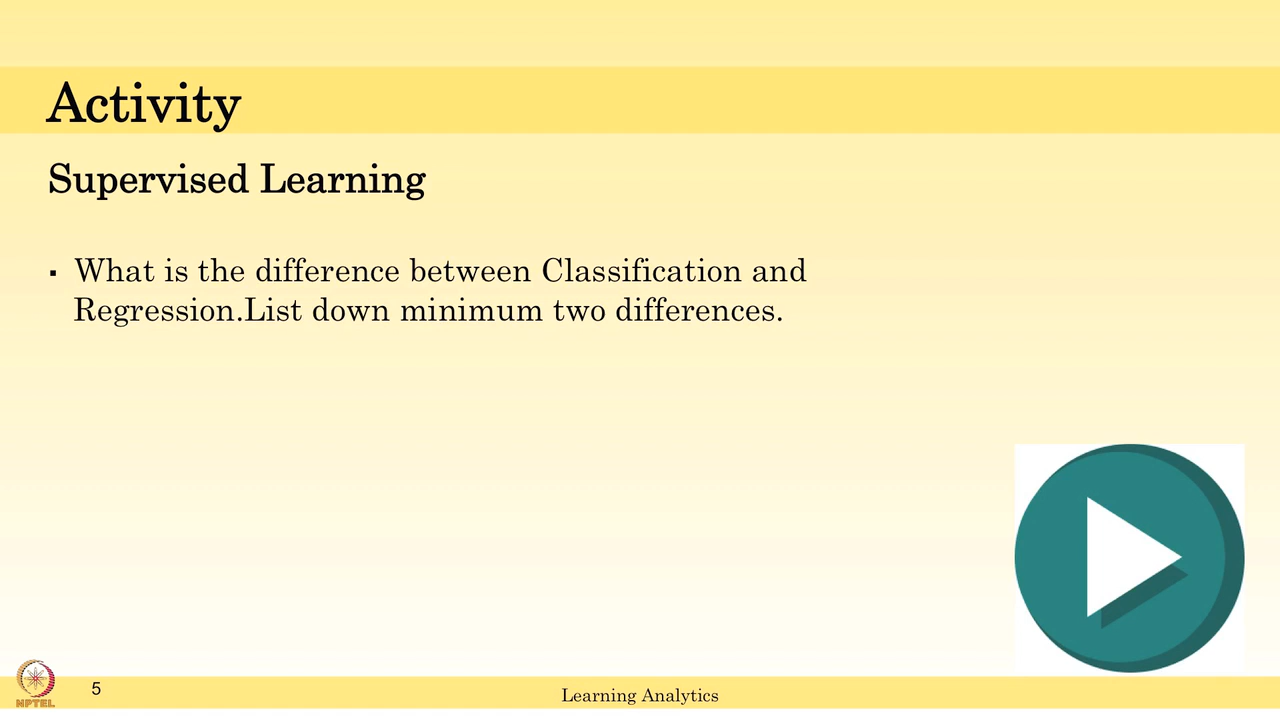 Activity
Supervised Learning
▪ What is the difference between Classification and
Regression.List down minimum two differences.
NPTEL
5
Learning Analytics